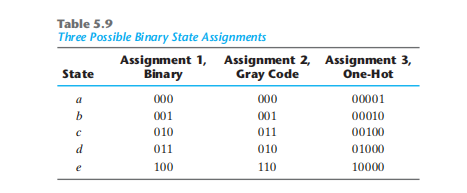 Table 5.9
Three Possible Binary State Assignments
Assignment 1, Assignment 2, Assignment 3,
State Binary Gray Code One-Hot
a 000 000 00001
b 001 001 00010
c 010 011 00100
d 011 010 01000
e 100 110 10000